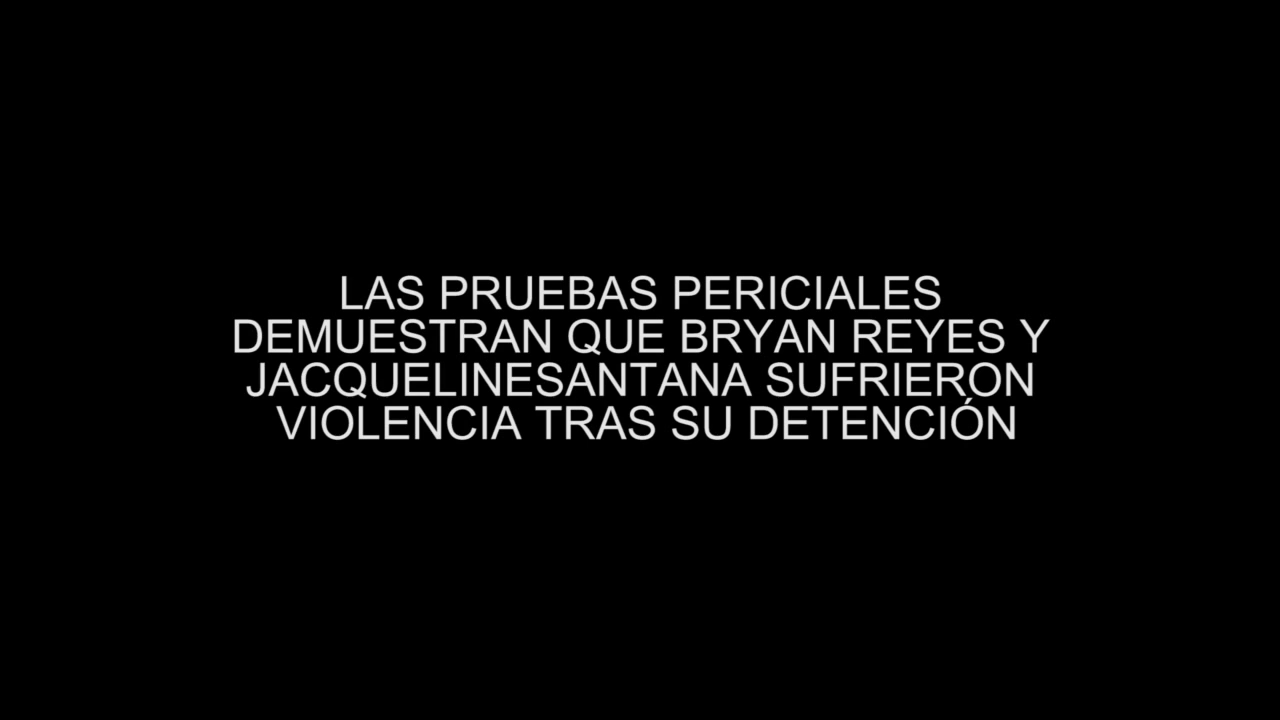 LAS PRUEBAS PERICIALES
DEMUESTRAN QUE BRYAN REYES Y
JACQUELINESANTANA SUFRIERON
VIOLENCIA TRAS SU DETENCIÓN